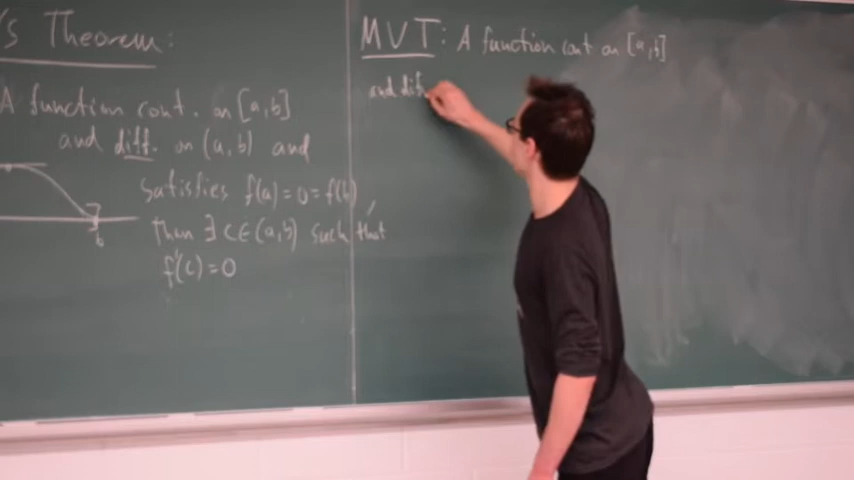 's Theorem:
A function cont. on [a,b]
and diff. on (a,b) and
satisfies f(a)=0=f(b),
then ∃ c∈(a,b) such that
f'(c)=0
b
MVT: A function cont on [a,b]
and diff